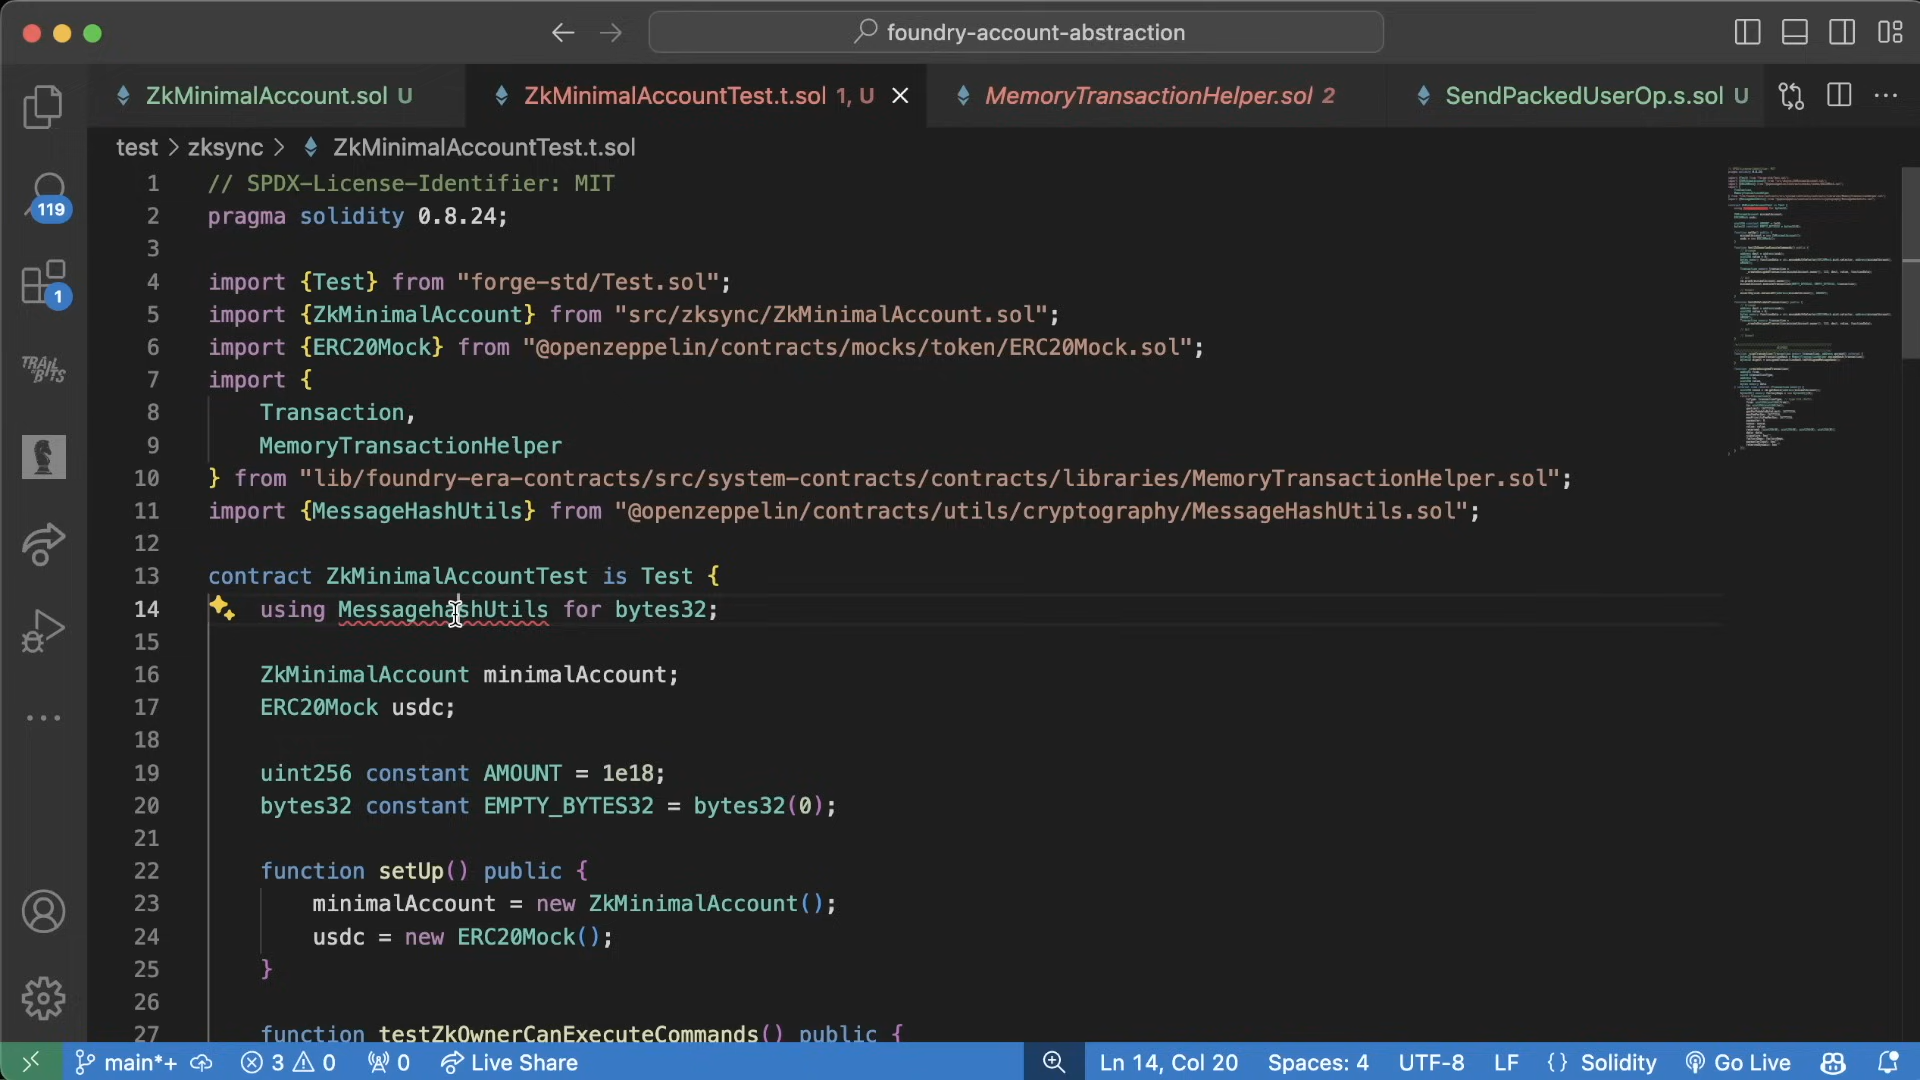 foundry-account-abstraction
ZkMinimalAccount.sol U
ZkMinimalAccountTest.t.sol 1, U
MemoryTransactionHelper.sol 2
SendPackedUserOp.s.sol U
test > zksync > ZkMinimalAccountTest.t.sol
119
1
TRAIL OF BITS
1 // SPDX-License-Identifier: MIT
2 pragma solidity 0.8.24;
3
4 import {Test} from "forge-std/Test.sol";
5 import {ZkMinimalAccount} from "src/zksync/ZkMinimalAccount.sol";
6 import {ERC20Mock} from "@openzeppelin/contracts/mocks/token/ERC20Mock.sol";
7 import {
8 Transaction,
9 MemoryTransactionHelper
10 } from "lib/foundry-era-contracts/src/system-contracts/contracts/libraries/MemoryTransactionHelper.sol";
11 import {MessageHashUtils} from "@openzeppelin/contracts/utils/cryptography/MessageHashUtils.sol";
12
13 contract ZkMinimalAccountTest is Test {
14 using MessagehashUtils for bytes32;
15
16 ZkMinimalAccount minimalAccount;
17 ERC20Mock usdc;
18
19 uint256 constant AMOUNT = 1e18;
20 bytes32 constant EMPTY_BYTES32 = bytes32(0);
21
22 function setUp() public {
23 minimalAccount = new ZkMinimalAccount();
24 usdc = new ERC20Mock();
25 }
26
27 function testZkOwnerCanExecuteCommands() public {
main*+ 3 0 0 Live Share Ln 14, Col 20 Spaces: 4 UTF-8 LF {} Solidity Go Live